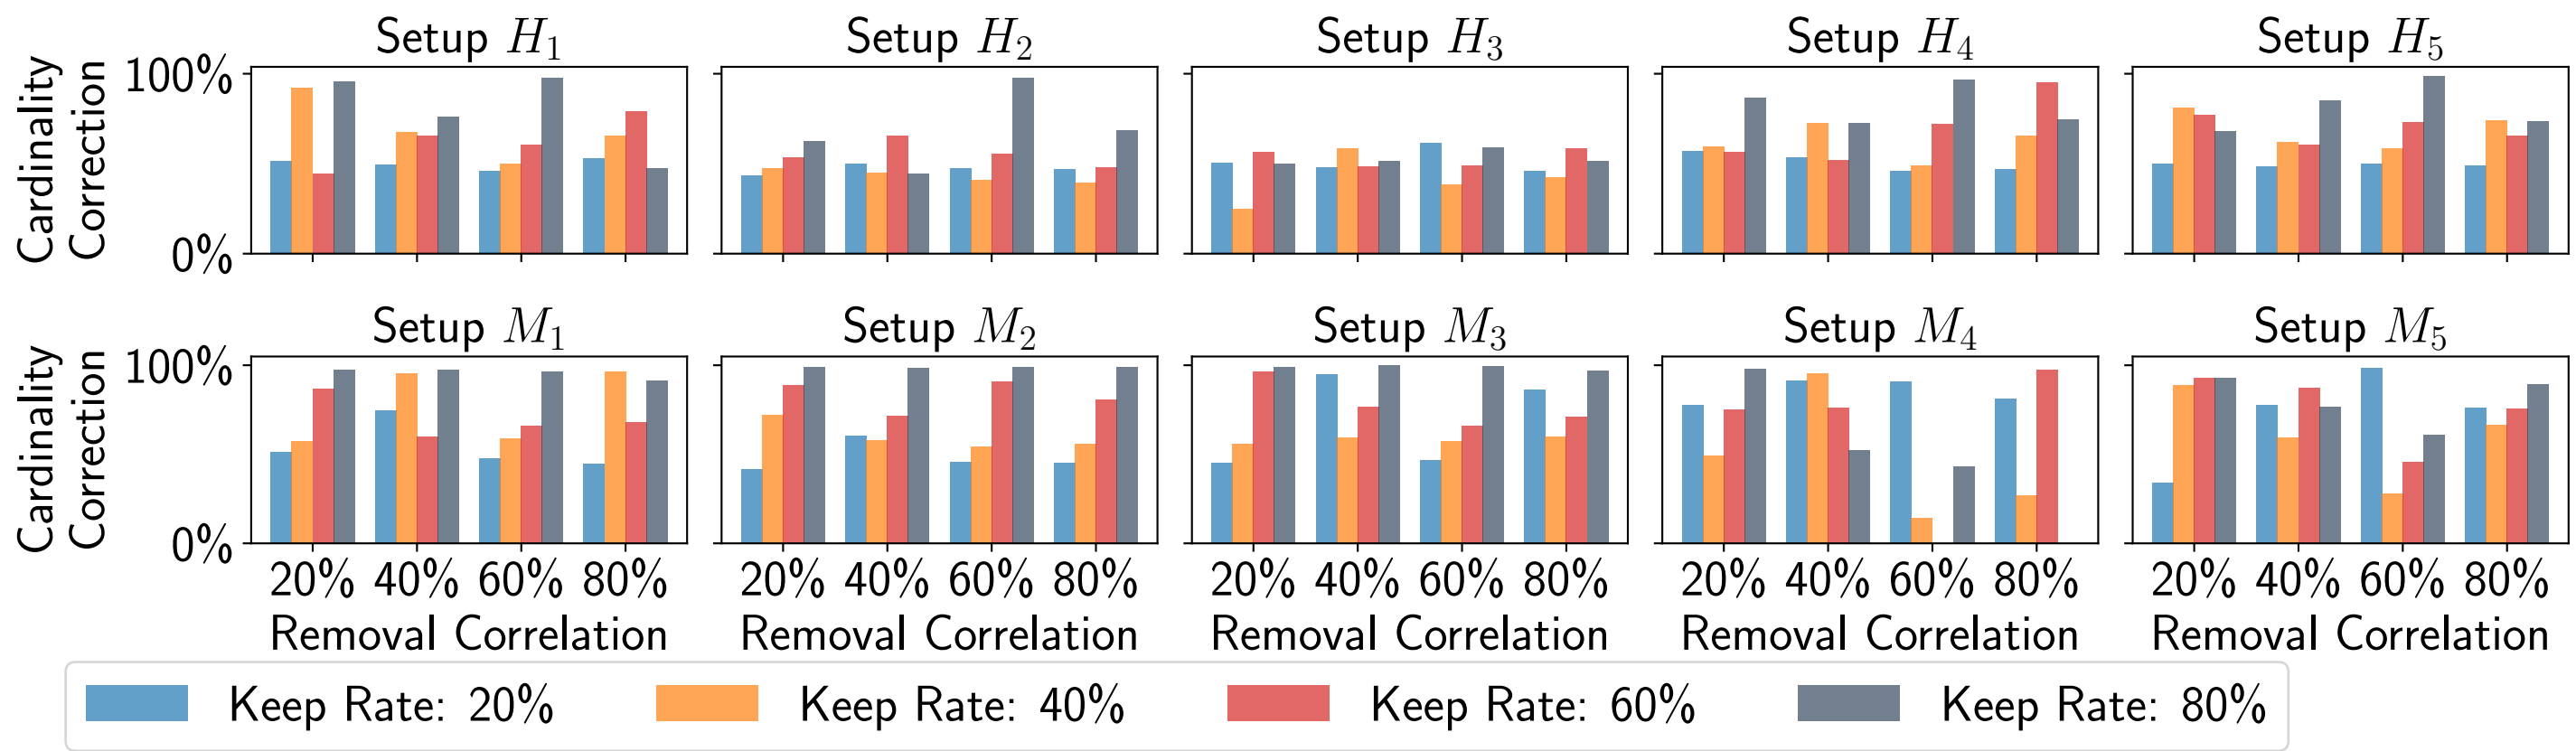 Setup H1 Setup H2 Setup H3 Setup H4 Setup H5
Cardinality
Correction
100%
0%
Setup M1 Setup M2 Setup M3 Setup M4 Setup M5
Cardinality
Correction
100%
0%
20% 40% 60% 80% 20% 40% 60% 80% 20% 40% 60% 80% 20% 40% 60% 80% 20% 40% 60% 80%
Removal Correlation Removal Correlation Removal Correlation Removal Correlation Removal Correlation
Keep Rate: 20% Keep Rate: 40% Keep Rate: 60% Keep Rate: 80%